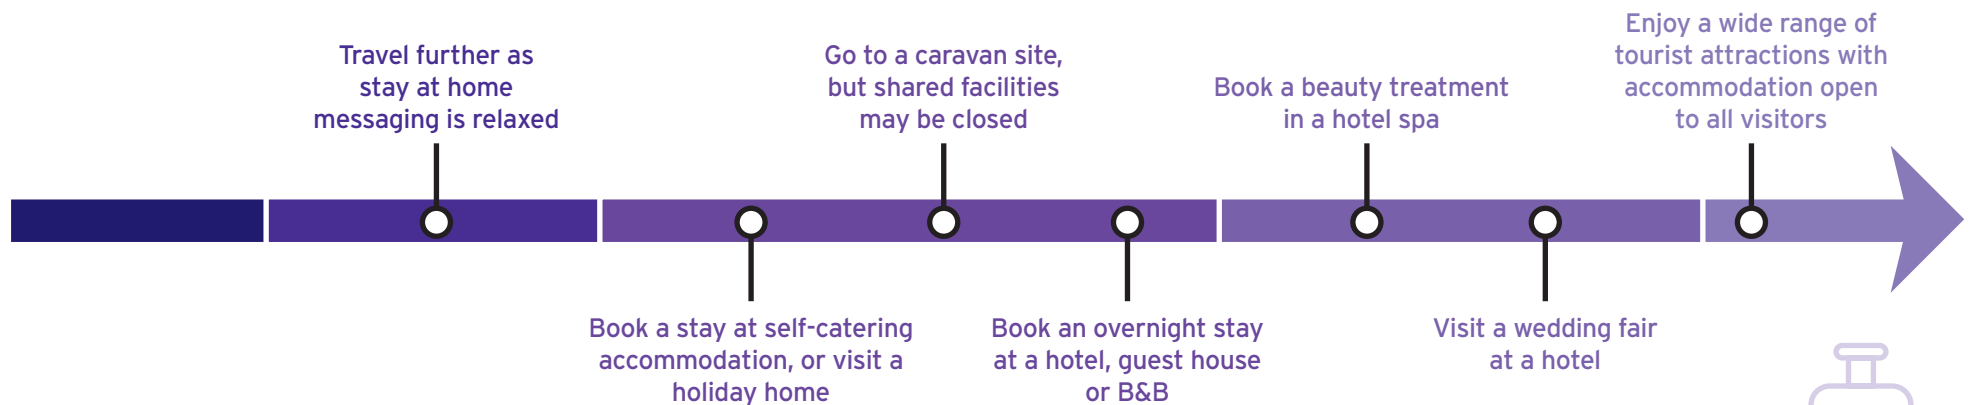 Travel further as
stay at home
messaging is relaxed
Book a stay at self-catering
accommodation, or visit a
holiday home
Go to a caravan site,
but shared facilities
may be closed
Book an overnight stay
at a hotel, guest house
or B&B
Book a beauty treatment
in a hotel spa
Visit a wedding fair
at a hotel
Enjoy a wide range of
tourist attractions with
accommodation open
to all visitors